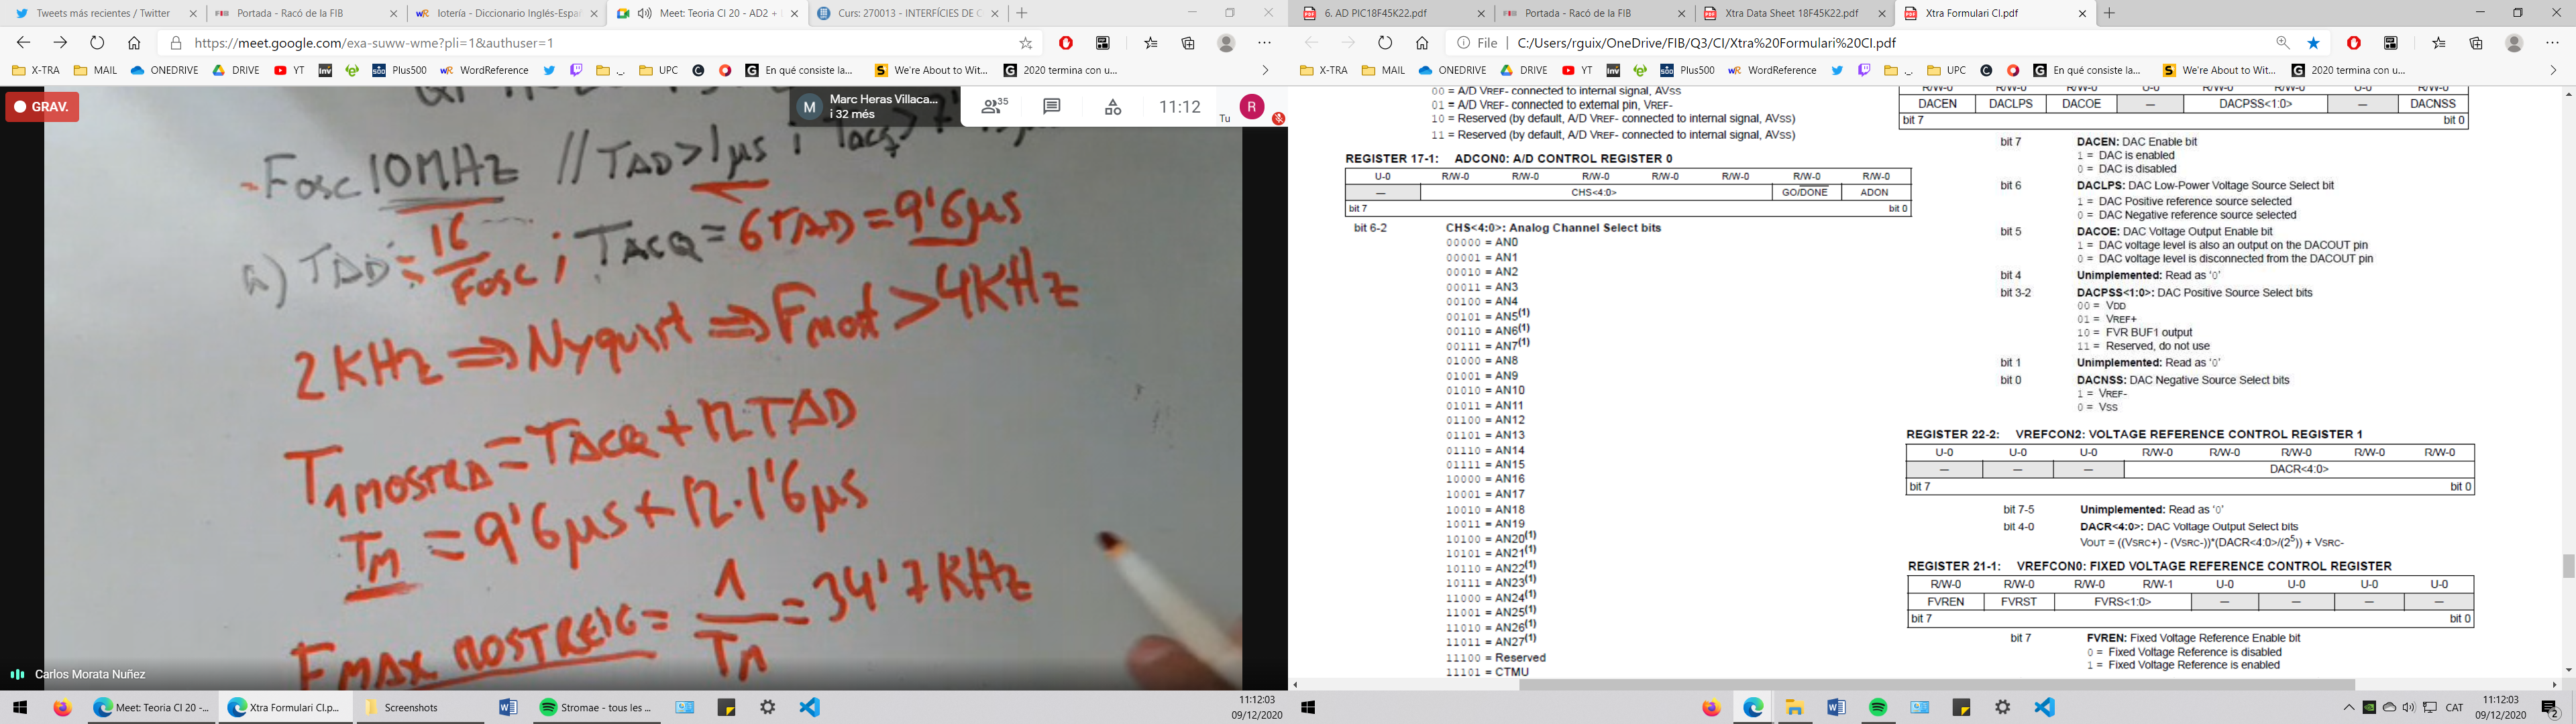 Tweets más recientes / Twitter
Portada - Racó de la FIB
lotería - Diccionario Inglés-Españ
Meet: Teoria CI 20 - AD2 +
Curs: 270013 - INTERFÍCIES DE C
https://meet.google.com/exa-suww-wme?pli=1&authuser=1
X-TRA MAIL ONEDRIVE DRIVE YT Plus500 WordReference UPC En qué consiste la... We're About to Wit... 2020 termina con u...
GRAV.
Marc Heras Villaca...
i 32 més
35
11:12
Tu
R
M
- Fosc 10MHz // TAD>1µs ;
a) TAD = 16/Fosc ; TACQ = 6TAD = 9'6µs
2KHz ⇒ Nyquist ⇒ Fmost > 4KHz
T1MOSTRA = TACQ + 12TAD
TM = 9'6µs + 12·1'6µs
FMAX MOSTREIG = 1/TM = 34'7KHz
Carlos Morata Nuñez
Meet: Teoria CI 20 -...
Xtra Formulari CI.p...
Screenshots
Stromae - tous les ...
11:12:03
09/12/2020
6. AD PIC18F45K22.pdf
Portada - Racó de la FIB
Xtra Data Sheet 18F45K22.pdf
Xtra Formulari CI.pdf
File C:/Users/rguix/OneDrive/FIB/Q3/CI/Xtra%20Formulari%20CI.pdf
X-TRA MAIL ONEDRIVE DRIVE YT Plus500 WordReference UPC En qué consiste la... We're About to Wit... 2020 termina con u...
00 = A/D VREF- connected to internal signal, AVSS
01 = A/D VREF- connected to external pin, VREF-
10 = Reserved (by default, A/D VREF- connected to internal signal, AVSS)
11 = Reserved (by default, A/D VREF- connected to internal signal, AVSS)
REGISTER 17-1: ADCON0: A/D CONTROL REGISTER 0
U-0 R/W-0 R/W-0 R/W-0 R/W-0 R/W-0 R/W-0 R/W-0
— CHS<4:0> GO/DONE ADON
bit 7 bit 0
bit 6-2 CHS<4:0>: Analog Channel Select bits
00000 = AN0
00001 = AN1
00010 = AN2
00011 = AN3
00100 = AN4
00101 = AN5(1)
00110 = AN6(1)
00111 = AN7(1)
01000 = AN8
01001 = AN9
01010 = AN10
01011 = AN11
01100 = AN12
01101 = AN13
01110 = AN14
01111 = AN15
10000 = AN16
10001 = AN17
10010 = AN18
10011 = AN19
10100 = AN20(1)
10101 = AN21(1)
10110 = AN22(1)
10111 = AN23(1)
11000 = AN24(1)
11001 = AN25(1)
11010 = AN26(1)
11011 = AN27(1)
11100 = Reserved
11101 = CTMU
R/W-0 R/W-0 R/W-0 U-0 R/W-0 R/W-0 U-0 R/W-0
DACEN DACLPS DACOE — DACPSS<1:0> — DACNSS
bit 7 bit 0
bit 7 DACEN: DAC Enable bit
1 = DAC is enabled
0 = DAC is disabled
bit 6 DACLPS: DAC Low-Power Voltage Source Select bit
1 = DAC Positive reference source selected
0 = DAC Negative reference source selected
bit 5 DACOE: DAC Voltage Output Enable bit
1 = DAC voltage level is also an output on the DACOUT pin
0 = DAC voltage level is disconnected from the DACOUT pin
bit 4 Unimplemented: Read as '0'
bit 3-2 DACPSS<1:0>: DAC Positive Source Select bits
00 = VDD
01 = VREF+
10 = FVR BUF1 output
11 = Reserved, do not use
bit 1 Unimplemented: Read as '0'
bit 0 DACNSS: DAC Negative Source Select bits
1 = VREF-
0 = VSS
REGISTER 22-2: VREFCON2: VOLTAGE REFERENCE CONTROL REGISTER 1
U-0 U-0 U-0 R/W-0 R/W-0 R/W-0 R/W-0 R/W-0
— — — DACR<4:0>
bit 7 bit 0
bit 7-5 Unimplemented: Read as '0'
bit 4-0 DACR<4:0>: DAC Voltage Output Select bits
VOUT = ((VSRC+) - (VSRC-))*(DACR<4:0>/(2^5)) + VSRC-
REGISTER 21-1: VREFCON0: FIXED VOLTAGE REFERENCE CONTROL REGISTER
R/W-0 R/W-0 R/W-0 R/W-1 U-0 U-0 U-0 U-0
FVREN FVRST FVRS<1:0> — — — —
bit 7 bit 0
bit 7 FVREN: Fixed Voltage Reference Enable bit
0 = Fixed Voltage Reference is disabled
1 = Fixed Voltage Reference is enabled
CAT
11:12:03
09/12/2020
2